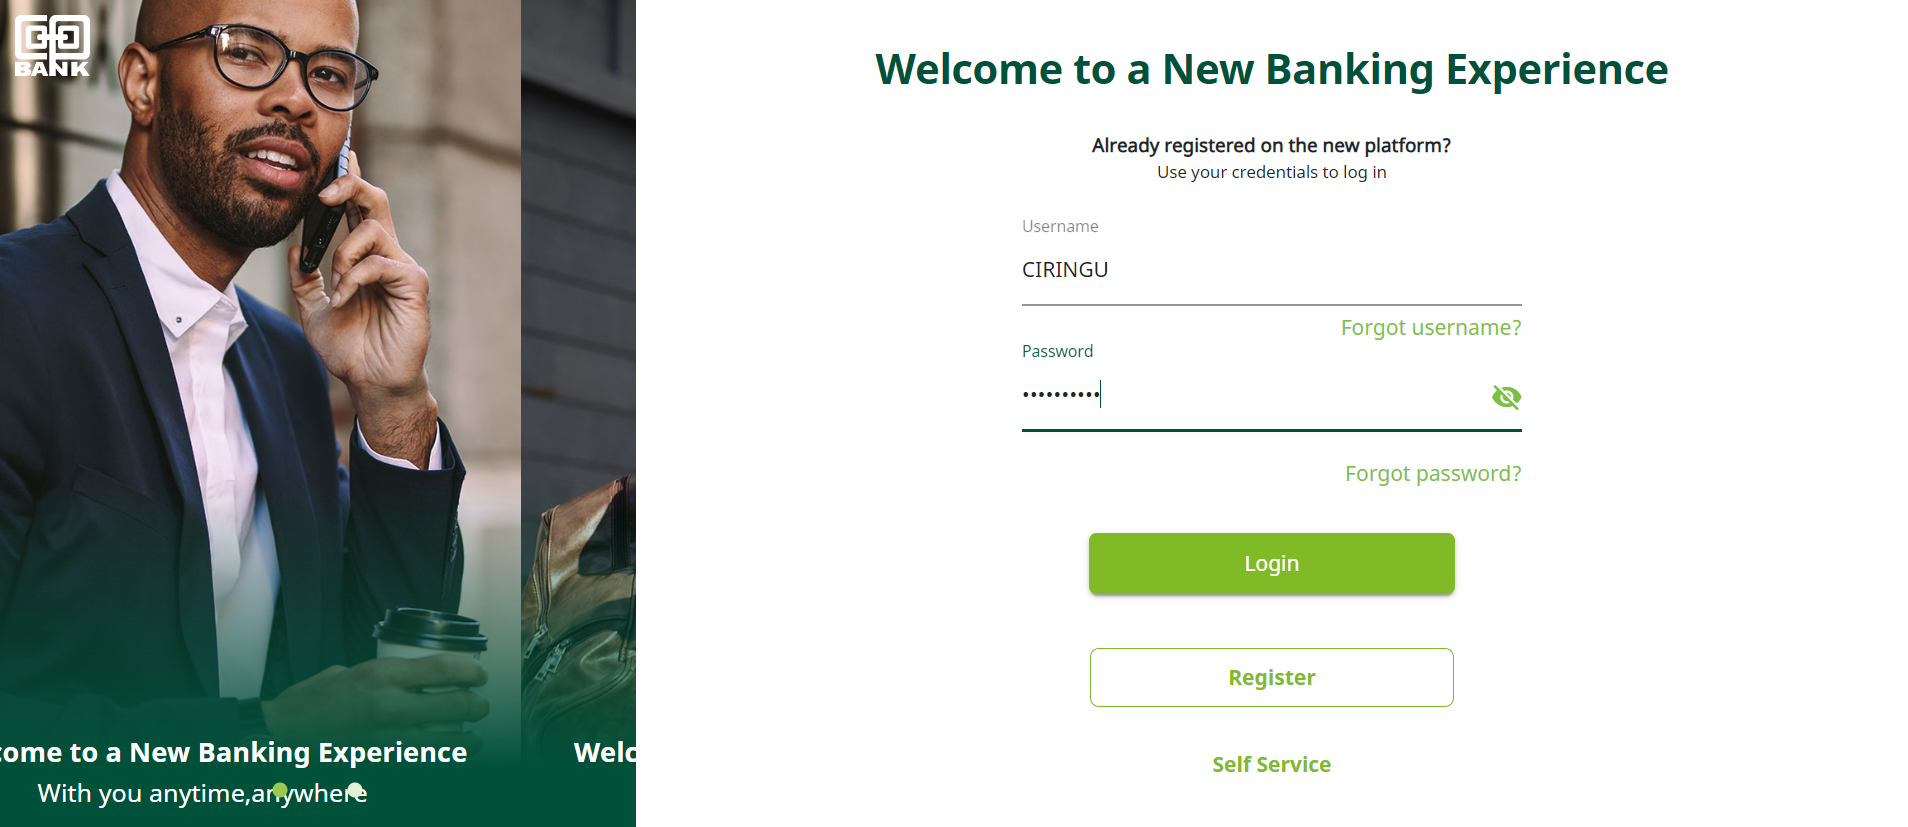 BANK
come to a New Banking Experience
With you anytime,anywhere
Welc
Welcome to a New Banking Experience
Already registered on the new platform?
Use your credentials to log in
Username
CIRINGU
Forgot username?
Password
••••••••••
Forgot password?
Login
Register
Self Service